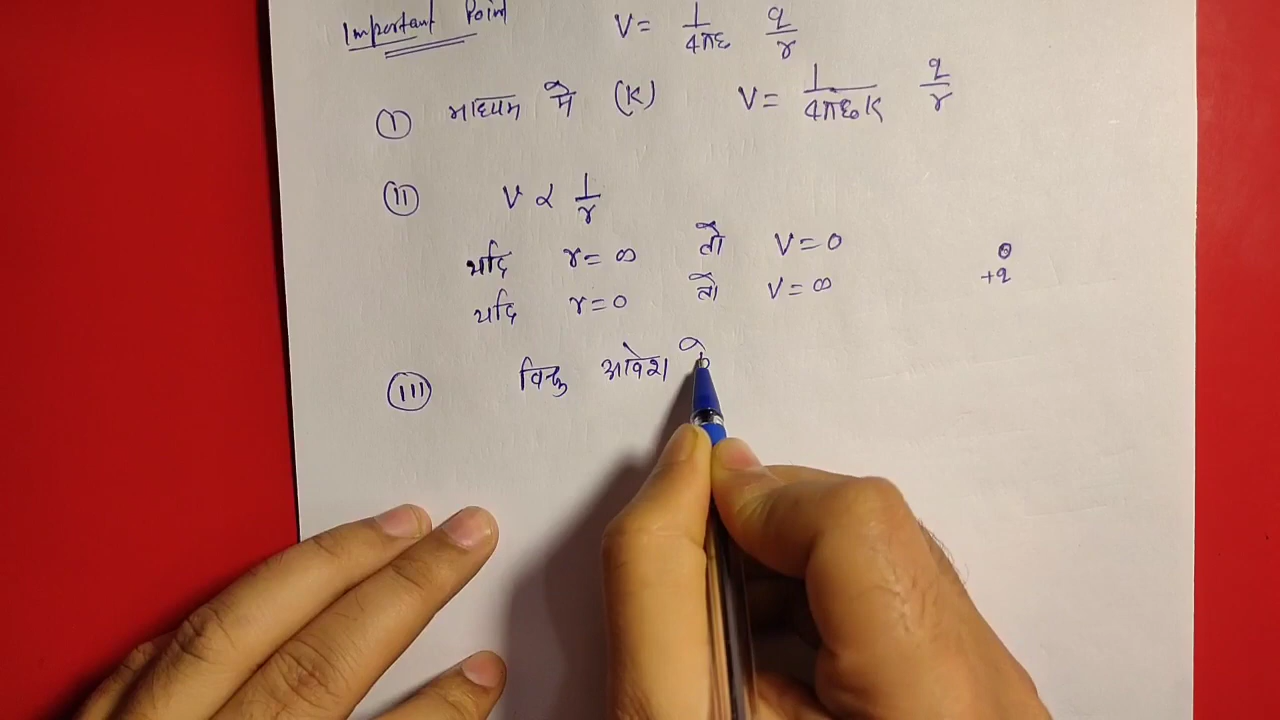 Important Point V = 1/4πε q/r
(I) माध्यम मे (K) V = 1/4πε₀K q/r
(II) V ∝ 1/r
यदि r = ∞ तो V = 0
+q
यदि r = 0 तो V = ∞
(III) विन्दु आवेश के